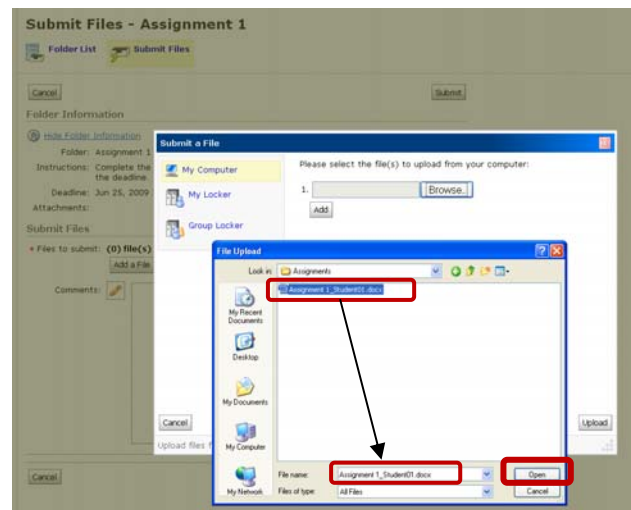 Submit Files - Assignment 1
Folder List Submit Files
Cancel Submit
Folder Information
Hide Folder Information
Folder: Assignment 1
Instructions: Complete the
the deadline.
Deadline: Jun 25, 2009
Attachments:
Submit Files
* Files to submit: (0) file(s)
Add a File
Comments:
Cancel
Submit a File
My Computer
My Locker
Group Locker
Please select the file(s) to upload from your computer:
1. Browse..
Add
Cancel Upload
Upload files f
File Upload
Look in: Assignments
Assignment 1_Student01.docx
My Recent
Documents
Desktop
My Documents
My Computer
My Network
File name: Assignment 1_Student01.docx Open
Files of type: All Files Cancel